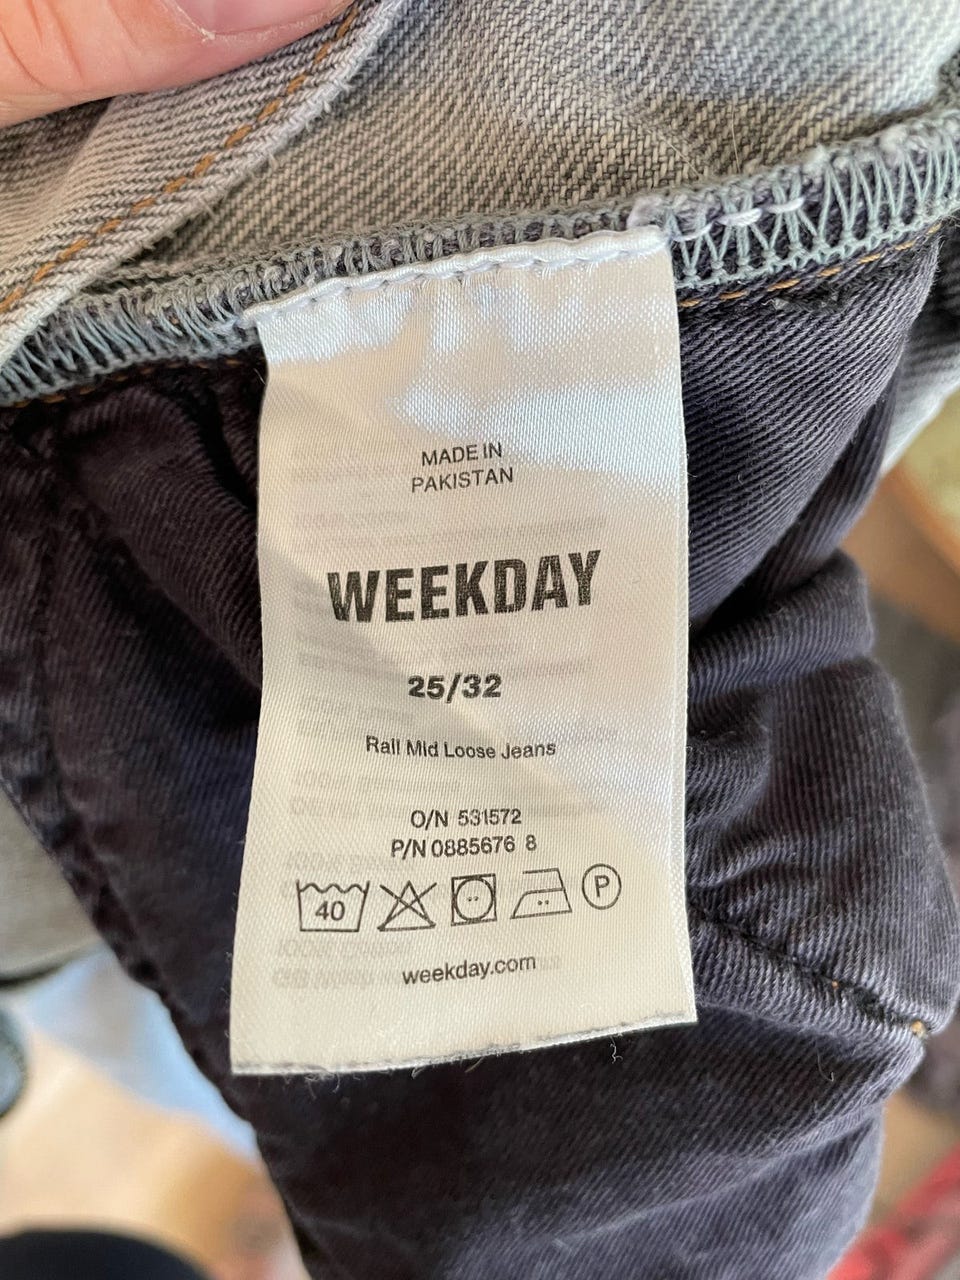 MADE IN
PAKISTAN
WEEKDAY
25/32
Rail Mid Loose Jeans
O/N 531572
P/N 0885676 8
40
P
weekday.com